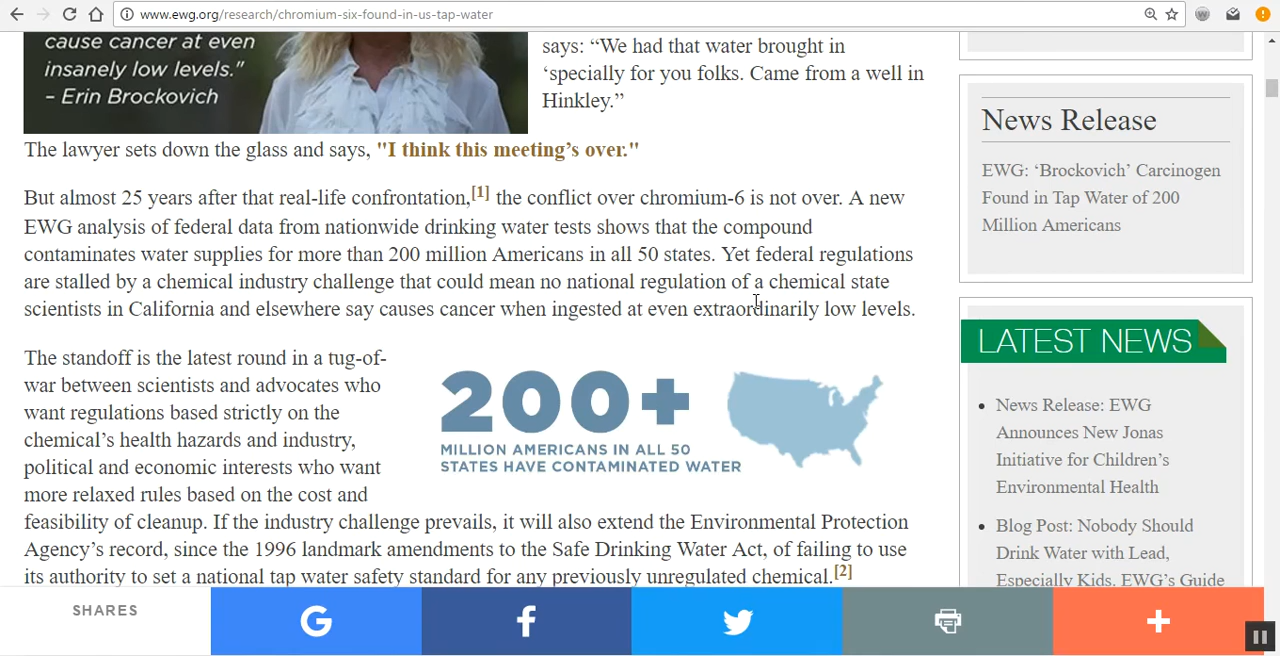 www.ewg.org/research/chromium-six-found-in-us-tap-water
cause cancer at even
insanely low levels.”
– Erin Brockovich
says: “We had that water brought in
‘specially for you folks. Came from a well in
Hinkley.”
The lawyer sets down the glass and says, "I think this meeting’s over."
But almost 25 years after that real-life confrontation,[1] the conflict over chromium-6 is not over. A new
EWG analysis of federal data from nationwide drinking water tests shows that the compound
contaminates water supplies for more than 200 million Americans in all 50 states. Yet federal regulations
are stalled by a chemical industry challenge that could mean no national regulation of a chemical state
scientists in California and elsewhere say causes cancer when ingested at even extraordinarily low levels.
The standoff is the latest round in a tug-of-
war between scientists and advocates who
want regulations based strictly on the
chemical’s health hazards and industry,
political and economic interests who want
more relaxed rules based on the cost and
feasibility of cleanup. If the industry challenge prevails, it will also extend the Environmental Protection
Agency’s record, since the 1996 landmark amendments to the Safe Drinking Water Act, of failing to use
its authority to set a national tap water safety standard for any previously unregulated chemical.[2]
200+
MILLION AMERICANS IN ALL 50
STATES HAVE CONTAMINATED WATER
News Release
EWG: ‘Brockovich’ Carcinogen
Found in Tap Water of 200
Million Americans
LATEST NEWS
News Release: EWG
Announces New Jonas
Initiative for Children’s
Environmental Health
Blog Post: Nobody Should
Drink Water with Lead,
Especially Kids. EWG’s Guide
SHARES